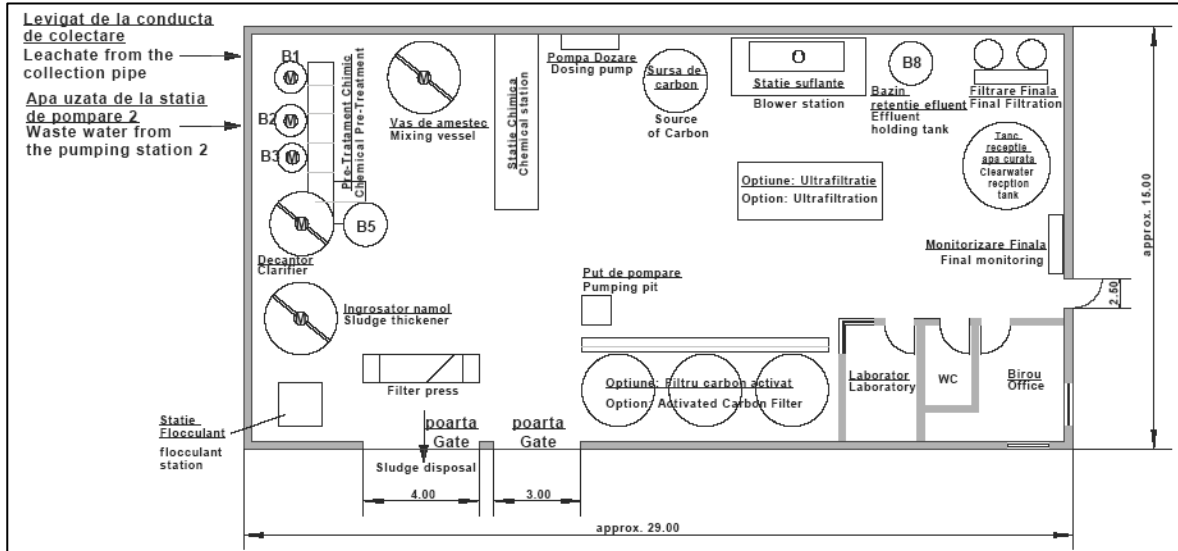 Levigat de la conducta
de colectare
Leachate from the
collection pipe
Apa uzata de la statia
de pompare 2
Waste water from
the pumping station 2
B1
M
B2
M
B3
M
Pre-Tratament Chimic
Chemical Pre-Treatment
M
Vas de amestec
Mixing vessel
Statie Chimica
Chemical station
Pompa Dozare
Dosing pump
Sursa de
carbon
Source
of Carbon
Statie suflante
Blower station
B8
Bazin
retentie efluent
Effluent
holding tank
Filtrare Finala
Final Filtration
Tanc
receptie
apa curata
Clearwater
recption
tank
Optiune: Ultrafiltratie
Option: Ultrafiltration
M
B5
Decantor
Clarifier
Monitorizare Finala
Final monitoring
approx. 15.00
2.50
Put de pompare
Pumping pit
M
Ingrosator namol
Sludge thickener
Filter press
Optiune: Filtru carbon activat
Option: Activated Carbon Filter
Laborator
Laboratory
WC
Birou
Office
Statie
Flocculant
flocculant
station
poarta
Gate
poarta
Gate
Sludge disposal
4.00
3.00
approx. 29.00